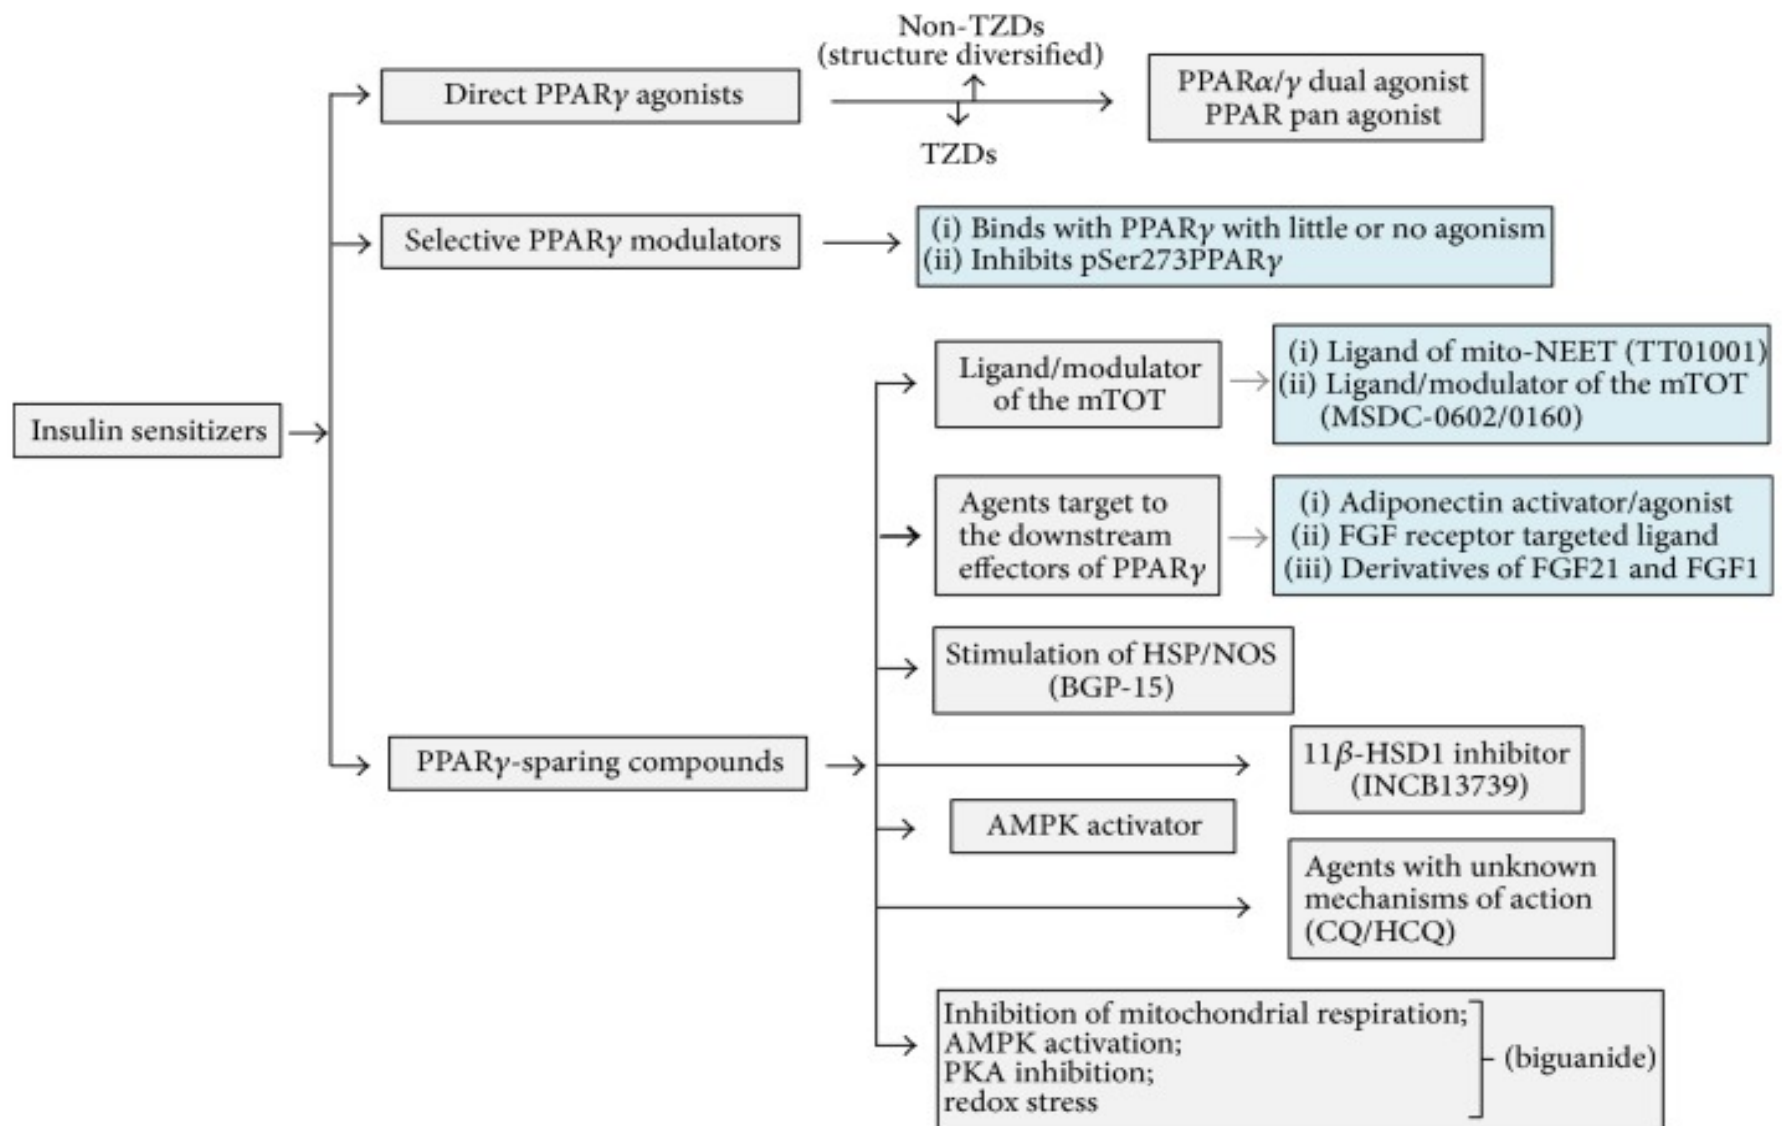 Non-TZDs
(structure diversified)
Direct PPARγ agonists
TZDs
PPARα/γ dual agonist
PPAR pan agonist
Selective PPARγ modulators
(i) Binds with PPARγ with little or no agonism
(ii) Inhibits pSer273PPARγ
Insulin sensitizers
PPARγ-sparing compounds
Ligand/modulator
of the mTOT
(i) Ligand of mito-NEET (TT01001)
(ii) Ligand/modulator of the mTOT
(MSDC-0602/0160)
Agents target to
the downstream
effectors of PPARγ
(i) Adiponectin activator/agonist
(ii) FGF receptor targeted ligand
(iii) Derivatives of FGF21 and FGF1
Stimulation of HSP/NOS
(BGP-15)
11β-HSD1 inhibitor
(INCB13739)
AMPK activator
Agents with unknown
mechanisms of action
(CQ/HCQ)
Inhibition of mitochondrial respiration;
AMPK activation;
PKA inhibition;
redox stress
(biguanide)